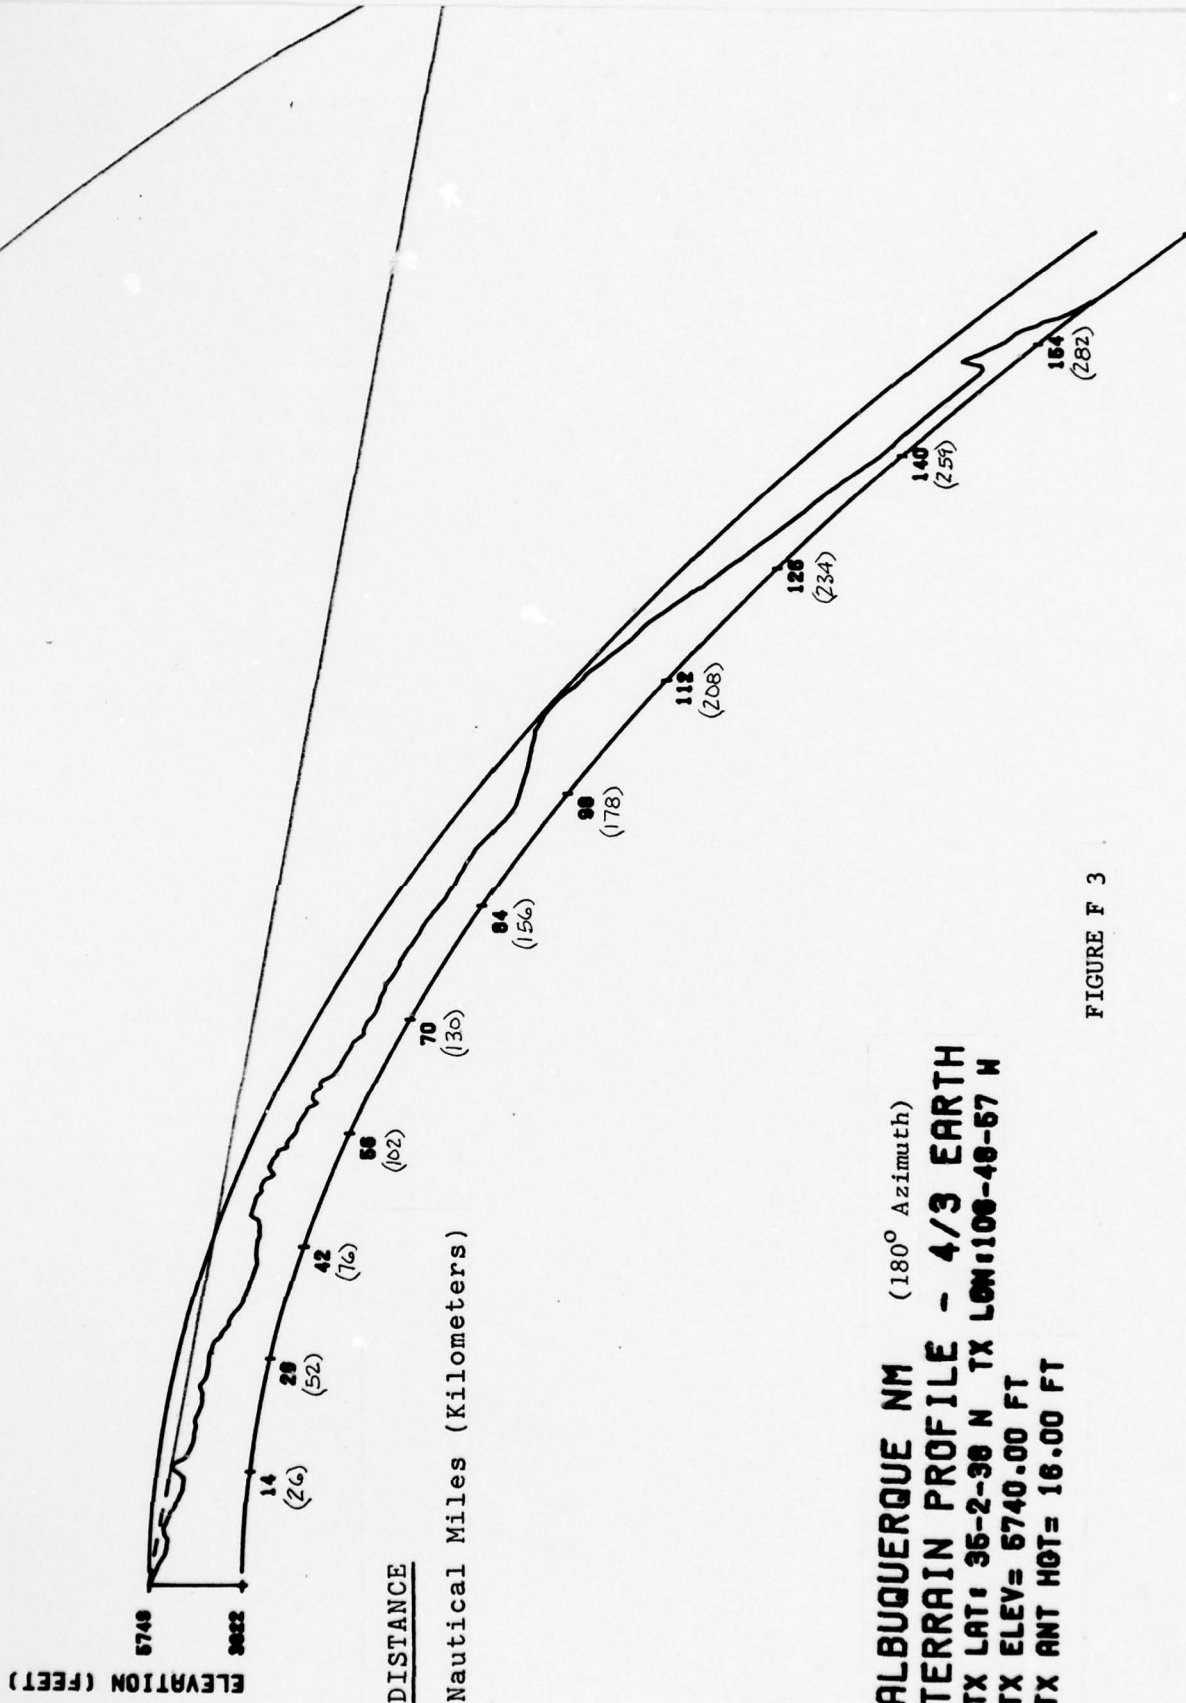 ELEVATION (FEET)
5748
3822
14
(26)
28
(52)
42
(76)
56
(102)
70
(130)
84
(156)
98
(178)
112
(208)
126
(234)
140
(259)
154
(282)
DISTANCE
Nautical Miles (Kilometers)
ALBUQUERQUE NM (180° Azimuth)
TERRAIN PROFILE - 4/3 EARTH
TX LAT: 35-2-38 N TX LON:106-48-57 W
TX ELEV= 5740.00 FT
TX ANT HGT= 16.00 FT
FIGURE F 3